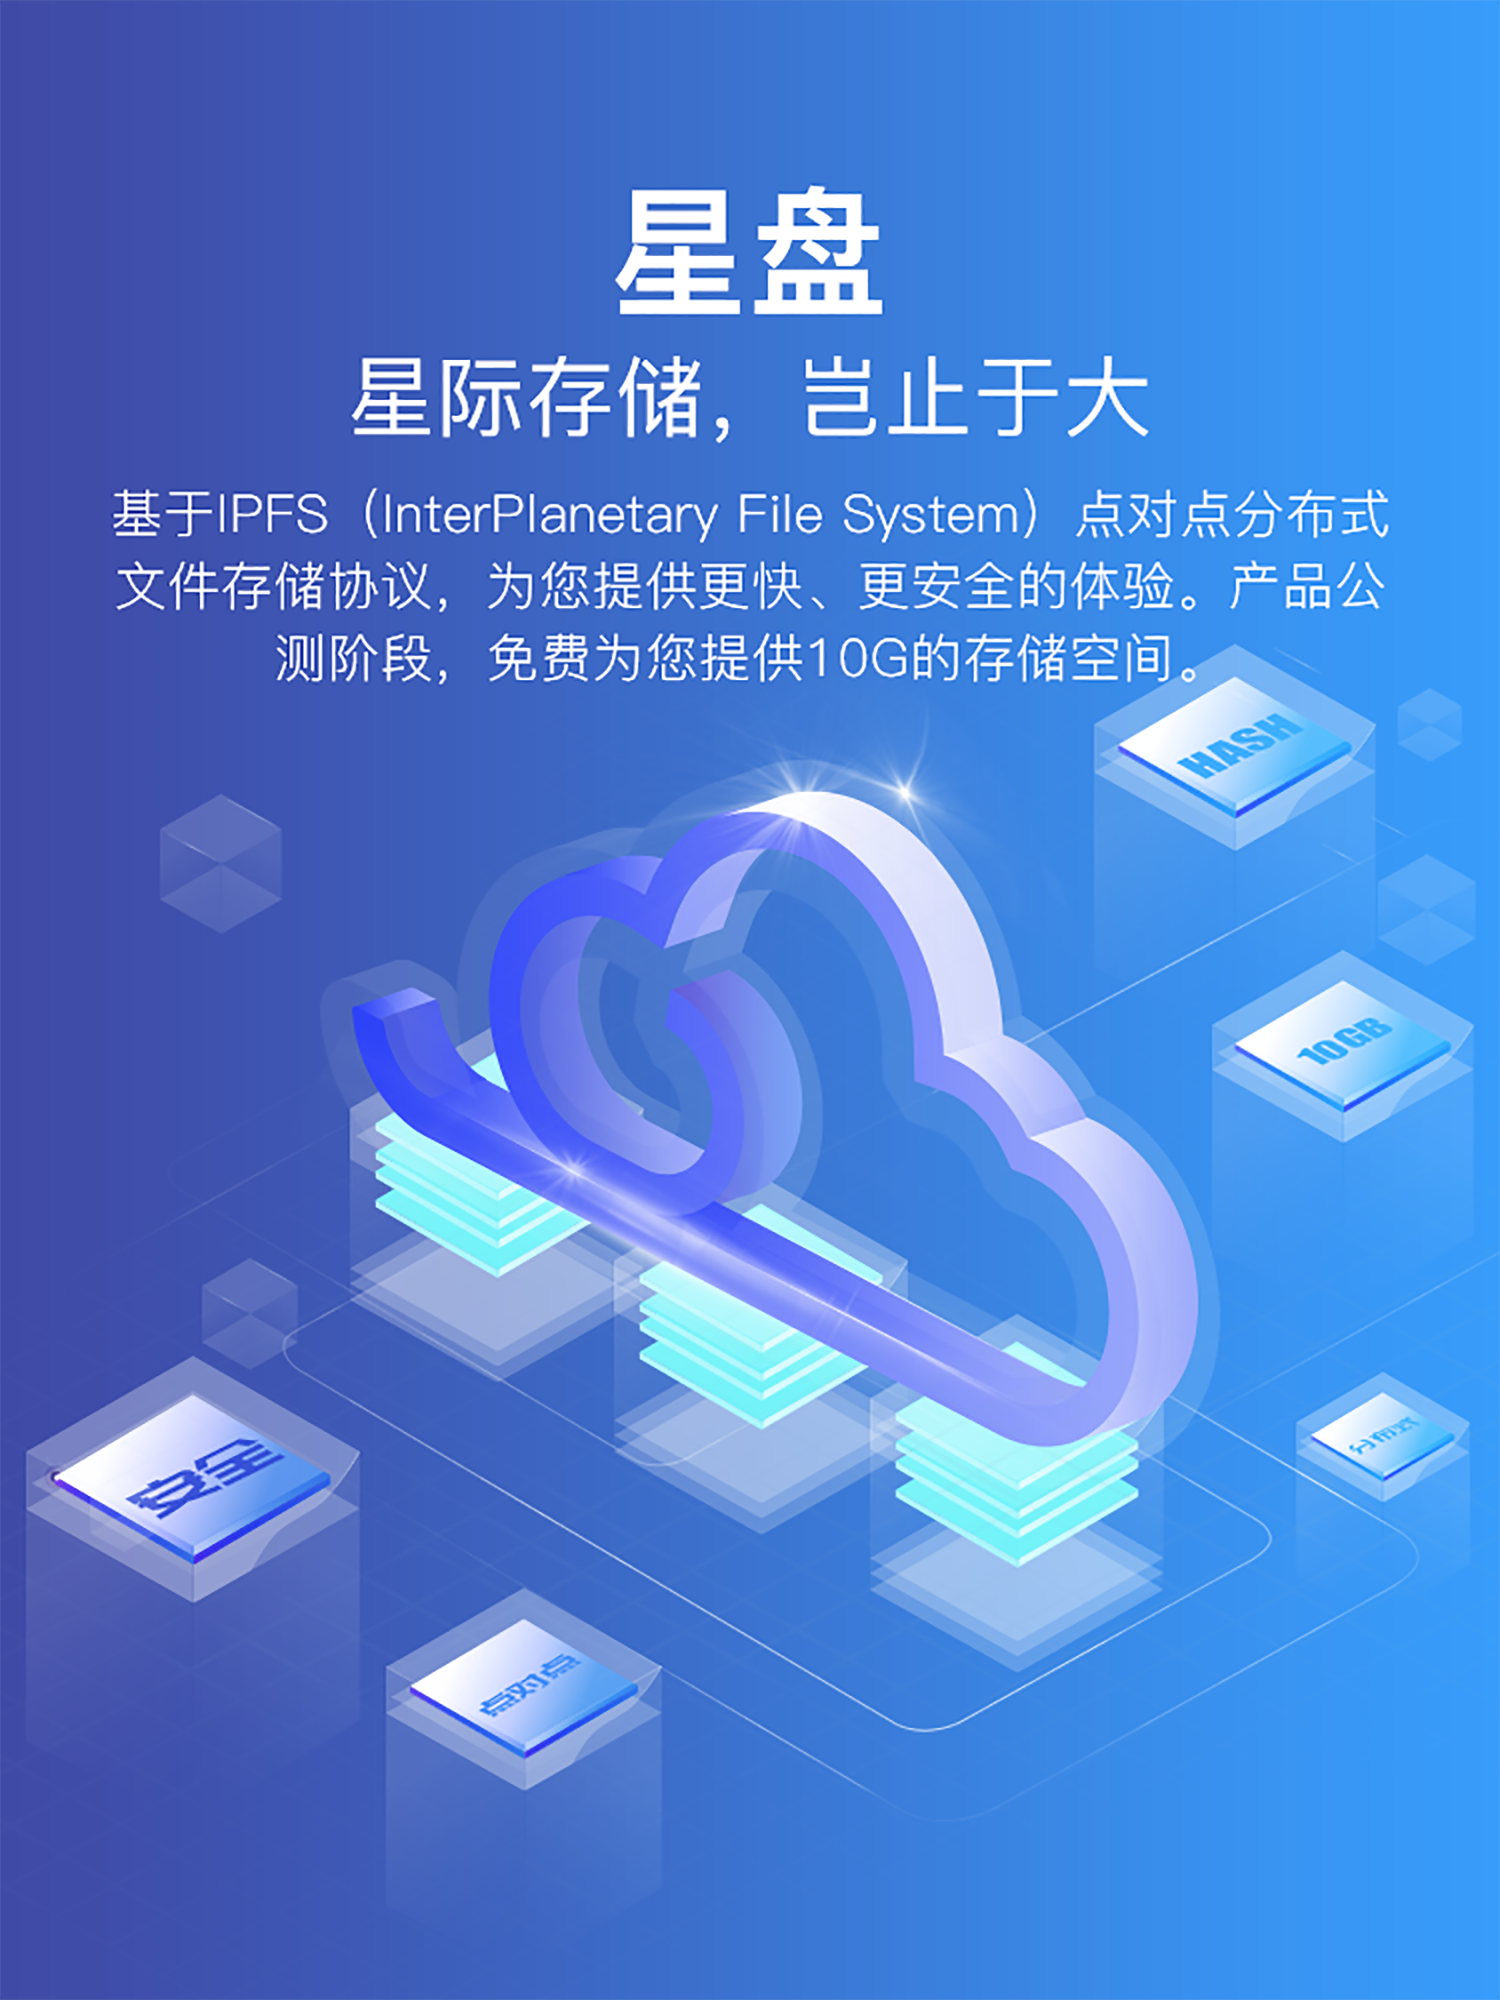 星盘
星际存储，岂止于大
基于IPFS（InterPlanetary File System）点对点分布式
文件存储协议，为您提供更快、更安全的体验。产品公
测阶段，免费为您提供10G的存储空间。
HASH
10GB
分布式
安全
点对点